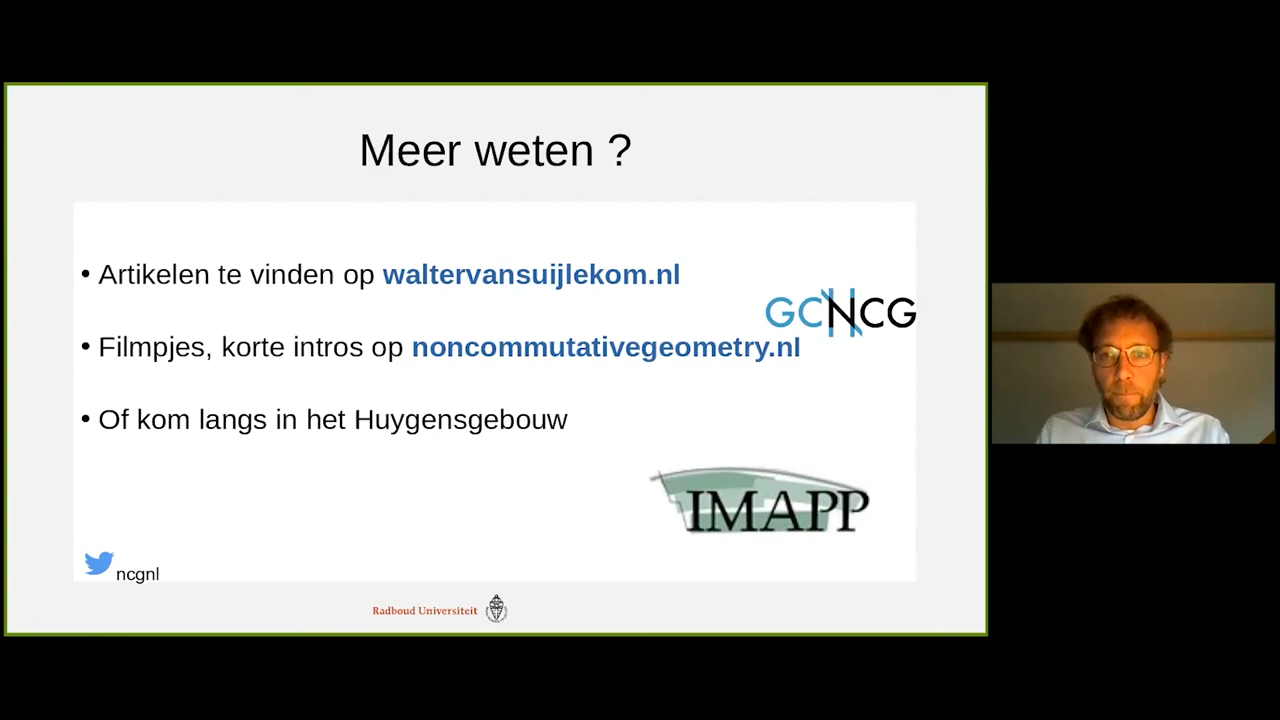 Meer weten ?
• Artikelen te vinden op waltervansuijlekom.nl
GCNCG
• Filmpjes, korte intros op noncommutativegeometry.nl
• Of kom langs in het Huygensgebouw
IMAPP
ncgnl
Radboud Universiteit